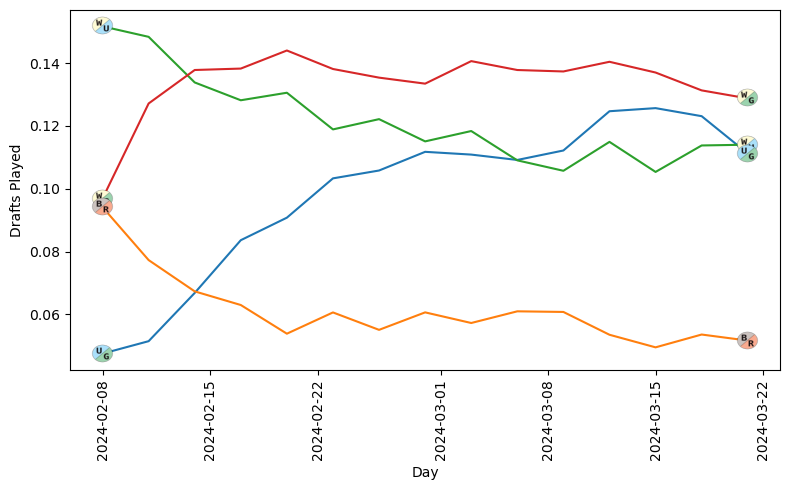 W
U
0.14
W
G
0.12
W
U
G
Drafts Played
0.10
W
B
R
0.08
0.06
U
G
B
R
2024-02-08
2024-02-15
2024-02-22
2024-03-01
2024-03-08
2024-03-15
2024-03-22
Day